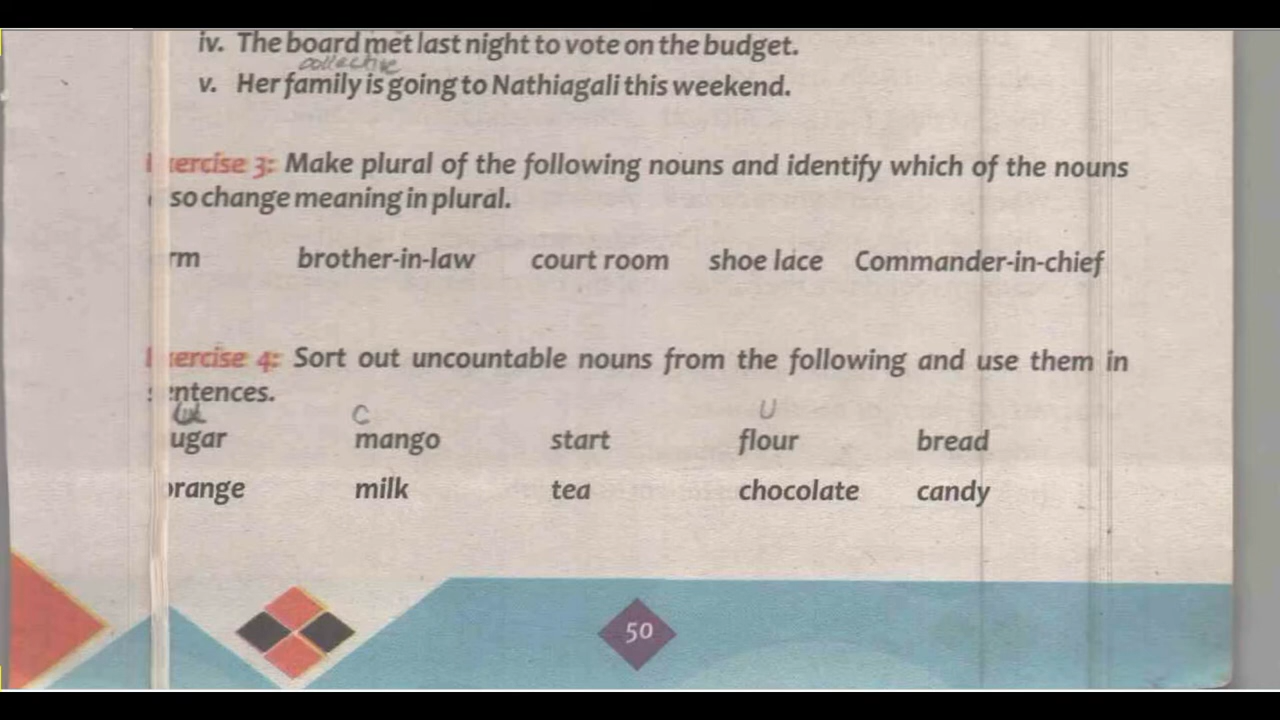 iv. The board met last night to vote on the budget.
collective
v. Her family is going to Nathiagali this weekend.
ercise 3: Make plural of the following nouns and identify which of the nouns
so change meaning in plural.
rm brother-in-law court room shoe lace Commander-in-chief
ercise 4: Sort out uncountable nouns from the following and use them in
entences.
C U
ugar mango start flour bread
orange milk tea chocolate candy
50